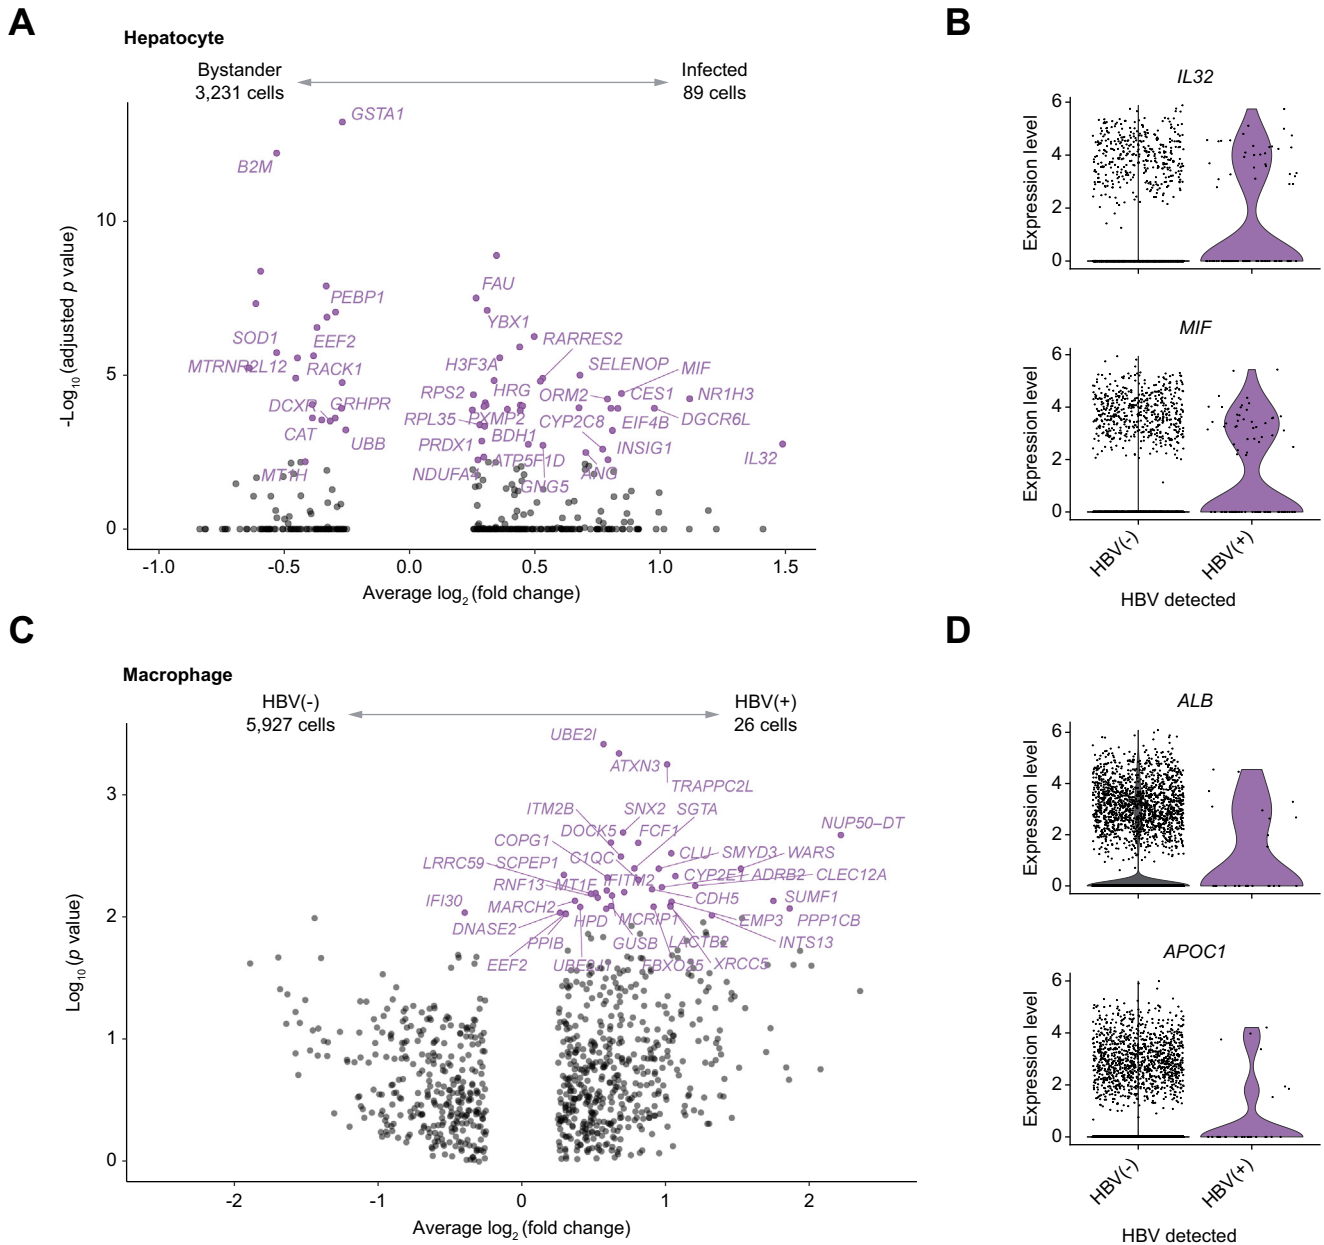 A
Hepatocyte
Bystander
3,231 cells
Infected
89 cells
GSTA1
B2M
PEBP1
SOD1
EEF2
MTRNR2L12
RACK1
DCXR
GRHPR
CAT
UBB
MT1H
FAU
YBX1
RARRES2
H3F3A
SELENOP
MIF
RPS2
HRG
ORM2
CES1
NR1H3
RPL35
PXMP2
CYP2C8
EIF4B
DGCR6L
PRDX1
BDH1
INSIG1
IL32
NDUFA4
ATP5F1D
ANG
GNG5
-Log10 (adjusted p value)
10
5
0
-1.0
-0.5
0.0
0.5
1.0
1.5
Average log2 (fold change)
B
IL32
Expression level
6
4
2
0
MIF
Expression level
6
4
2
0
HBV(-)
HBV(+)
HBV detected
C
Macrophage
HBV(-)
5,927 cells
HBV(+)
26 cells
UBE2I
ATXN3
TRAPPC2L
ITM2B
SNX2
SGTA
NUP50–DT
COPG1
DOCK5
FCF1
LRRC59
SCPEP1
C1QC
CLU
SMYD3
WARS
RNF13
MT1F
IFITM2
CYP2E1
ADRB2
CLEC12A
IFI30
MARCH2
CDH5
SUMF1
DNASE2
HPD
MCRIP1
EMP3
PPP1CB
PPIB
GUSB
LACTB2
INTS13
EEF2
UBE2J1
FBXO25
XRCC5
Log10 (p value)
3
2
1
0
-2
-1
0
1
2
Average log2 (fold change)
D
ALB
Expression level
6
4
2
0
APOC1
Expression level
6
4
2
0
HBV(-)
HBV(+)
HBV detected